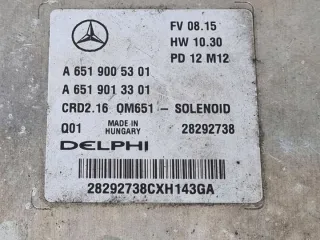 FV 08.15
HW 10.30
PD 12 M12
A 651 900 53 01
A 651 901 33 01
CRD2.16 OM651 - SOLENOID
Q01 MADE IN HUNGARY 28292738
DELPHI
28292738CXH143GA